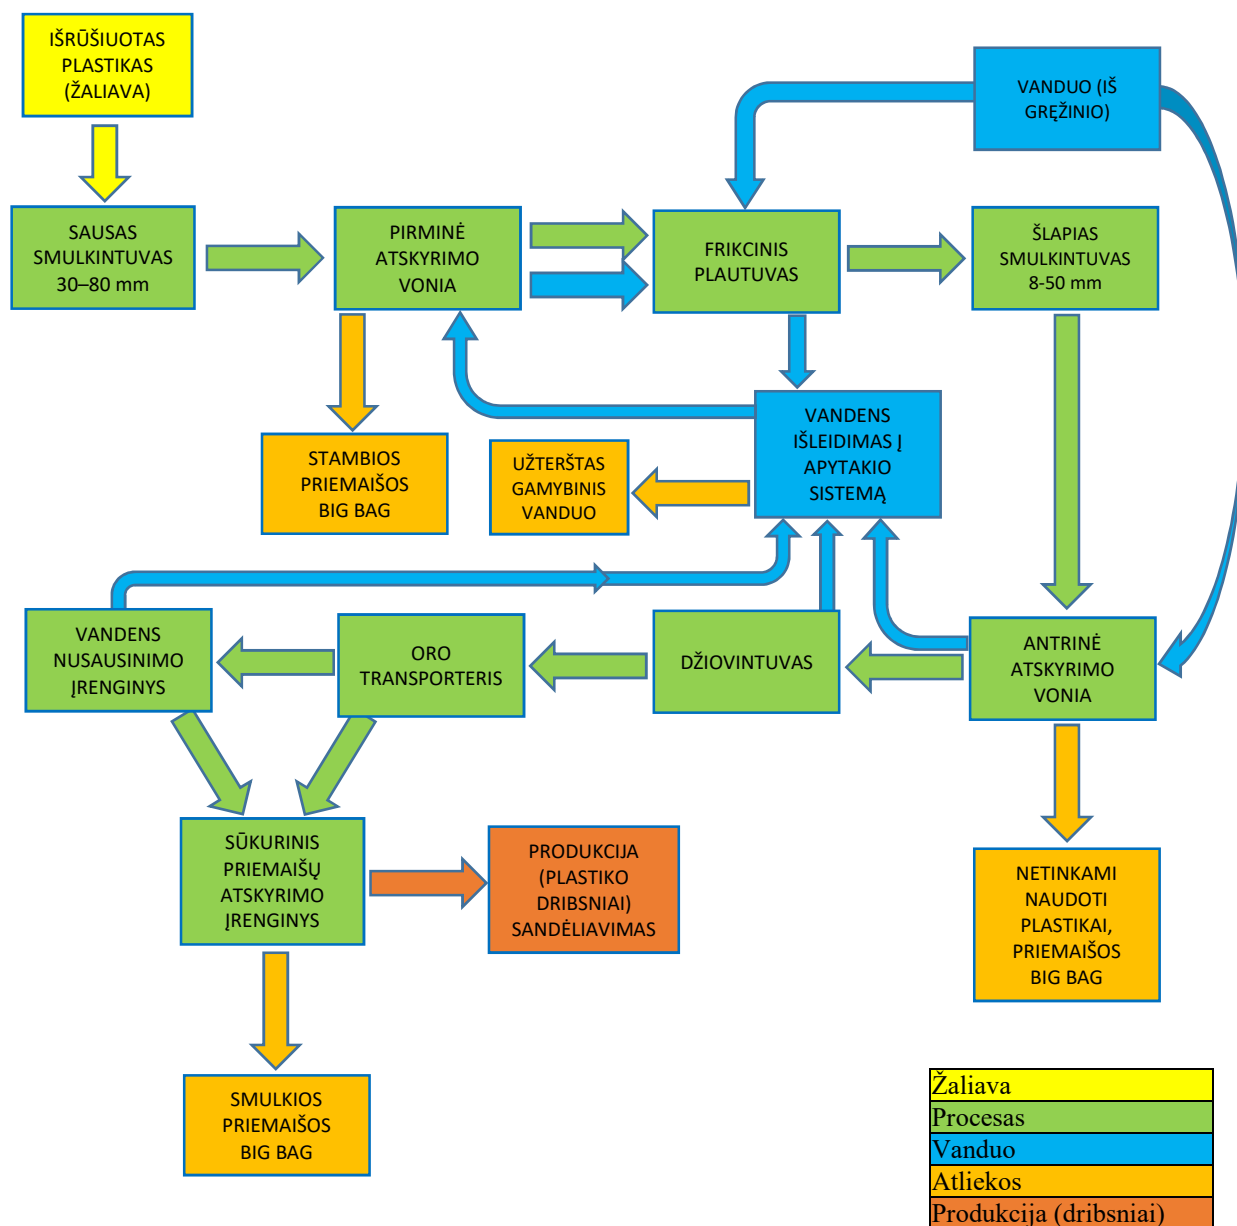 IŠRŪŠIUOTAS
PLASTIKAS
(ŽALIAVA)
VANDUO (IŠ
GRĘŽINIO)
SAUSAS
SMULKINTUVAS
30–80 mm
PIRMINĖ
ATSKYRIMO
VONIA
FRIKCINIS
PLAUTUVAS
ŠLAPIAS
SMULKINTUVAS
8-50 mm
STAMBIOS
PRIEMAIŠOS
BIG BAG
UŽTERŠTAS
GAMYBINIS
VANDUO
VANDENS
IŠLEIDIMAS Į
APYTAKIO
SISTEMĄ
VANDENS
NUSAUSINIMO
ĮRENGINYS
ORO
TRANSPORTERIS
DŽIOVINTUVAS
ANTRINĖ
ATSKYRIMO
VONIA
SŪKURINIS
PRIEMAIŠŲ
ATSKYRIMO
ĮRENGINYS
PRODUKCIJA
(PLASTIKO
DRIBSNIAI)
SANDĖLIAVIMAS
NETINKAMI
NAUDOTI
PLASTIKAI,
PRIEMAIŠOS
BIG BAG
SMULKIOS
PRIEMAIŠOS
BIG BAG
Žaliava
Procesas
Vanduo
Atliekos
Produkcija (dribsniai)